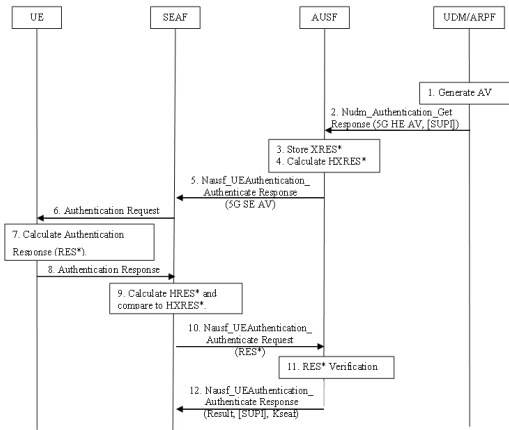 UE
SEAF
AUSF
UDM/ARPF
1. Generate AV
2. Nudm_Authentication_Get
Response (5G HE AV, [SUPI])
3. Store XRES*
4. Calculate HXRES*
5. Nausf_UEAuthentication_
Authenticate Response
(5G SE AV)
6. Authentication Request
7. Calculate Authentication
Response (RES*).
8. Authentication Response
9. Calculate HRES* and
compare to HXRES*.
10. Nausf_UEAuthentication_
Authenticate Request
(RES*)
11. RES* Verification
12. Nausf_UEAuthentication_
Authenticate Response
(Result, [SUPI], Kseaf)